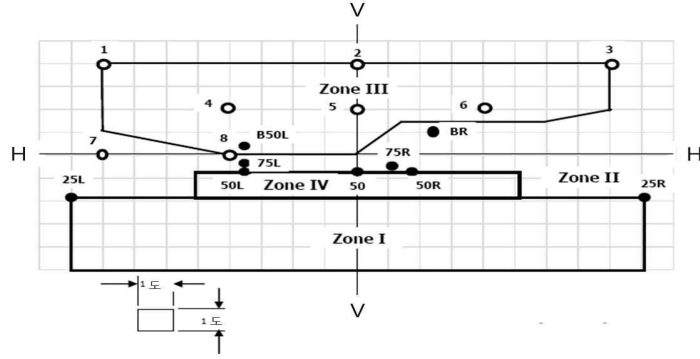 V
1 2 3
Zone III
4 5 6
B50L BR
7 8
H 75L 75R H
25L 50L Zone IV 50 50R Zone II 25R
Zone I
1 도
V
1 도